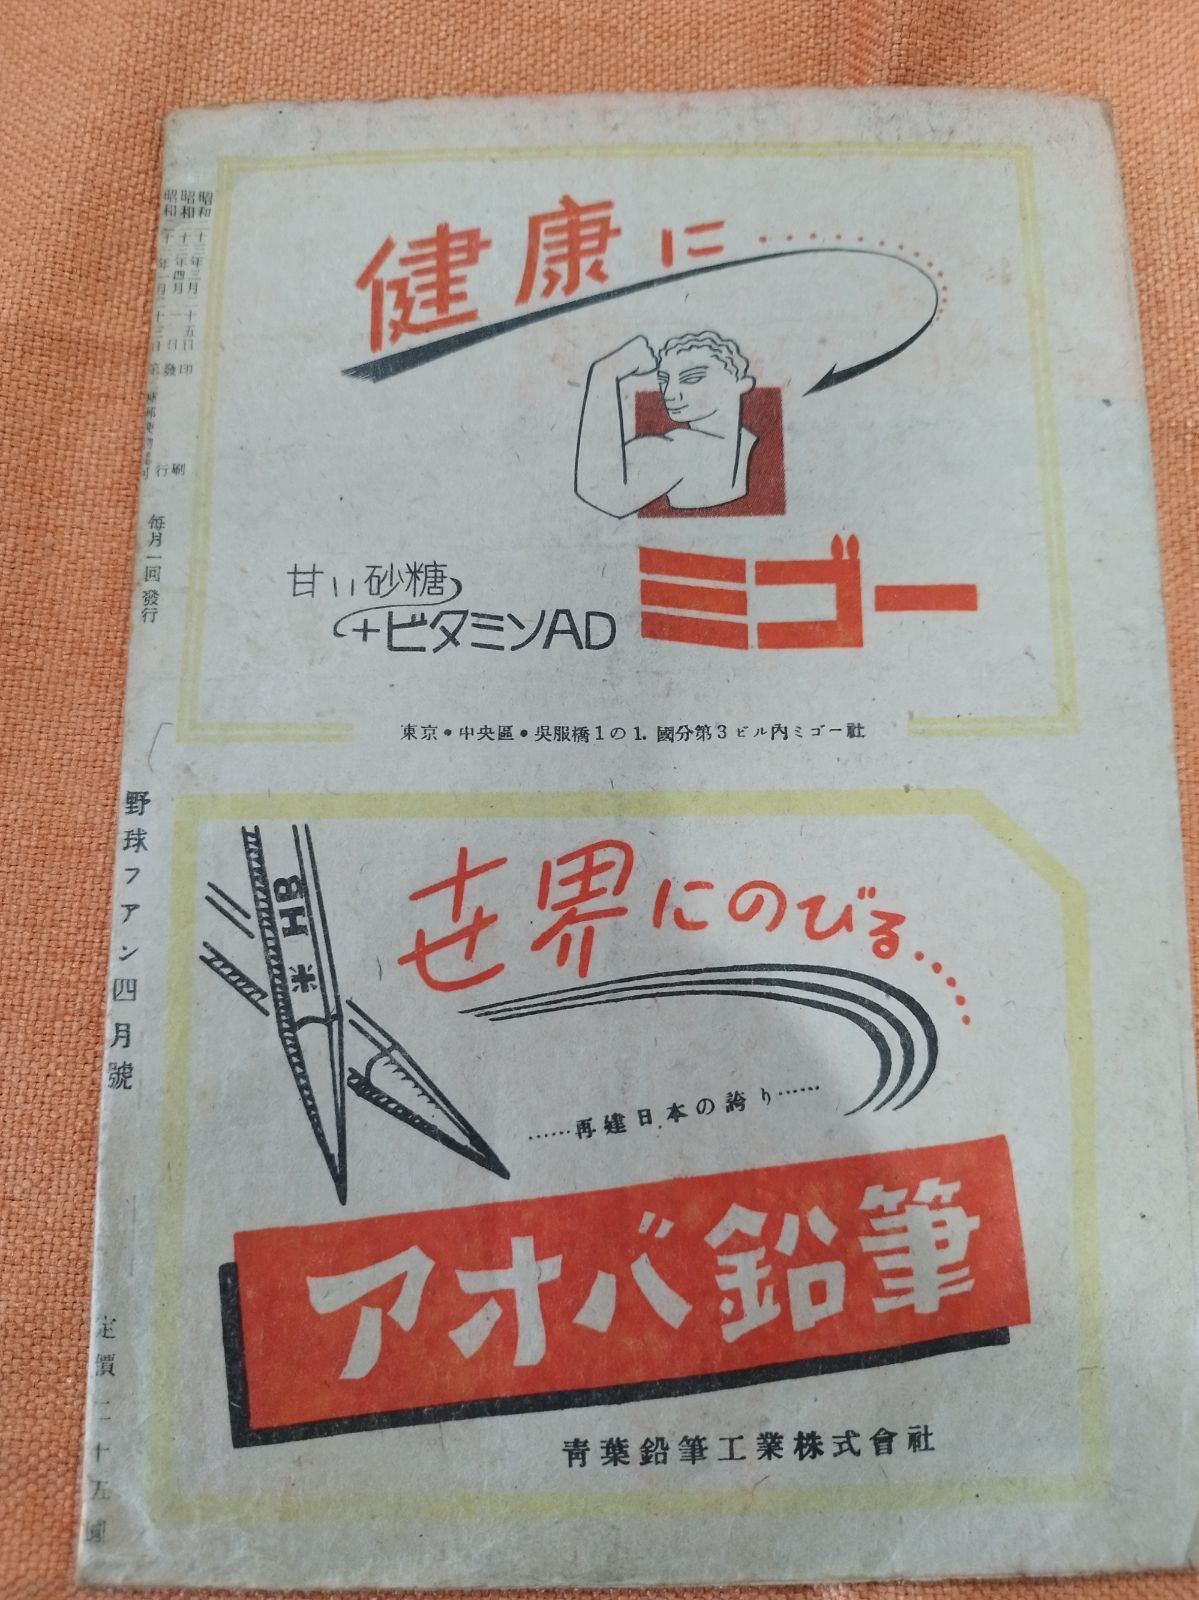 昭和二十三年三月二十五日印刷
昭和二十三年四月一日發行
毎月一回發行
野球フアン四月號
定價二十五圓
健康に
甘い砂糖
+ビタミンAD
ミゴー
東京・中央區・吳服橋1の1. 國分第3ビル內ミゴー社
HB
世界にのびる
……再建日本の誇り……
アオバ鉛筆
青葉鉛筆工業株式會社